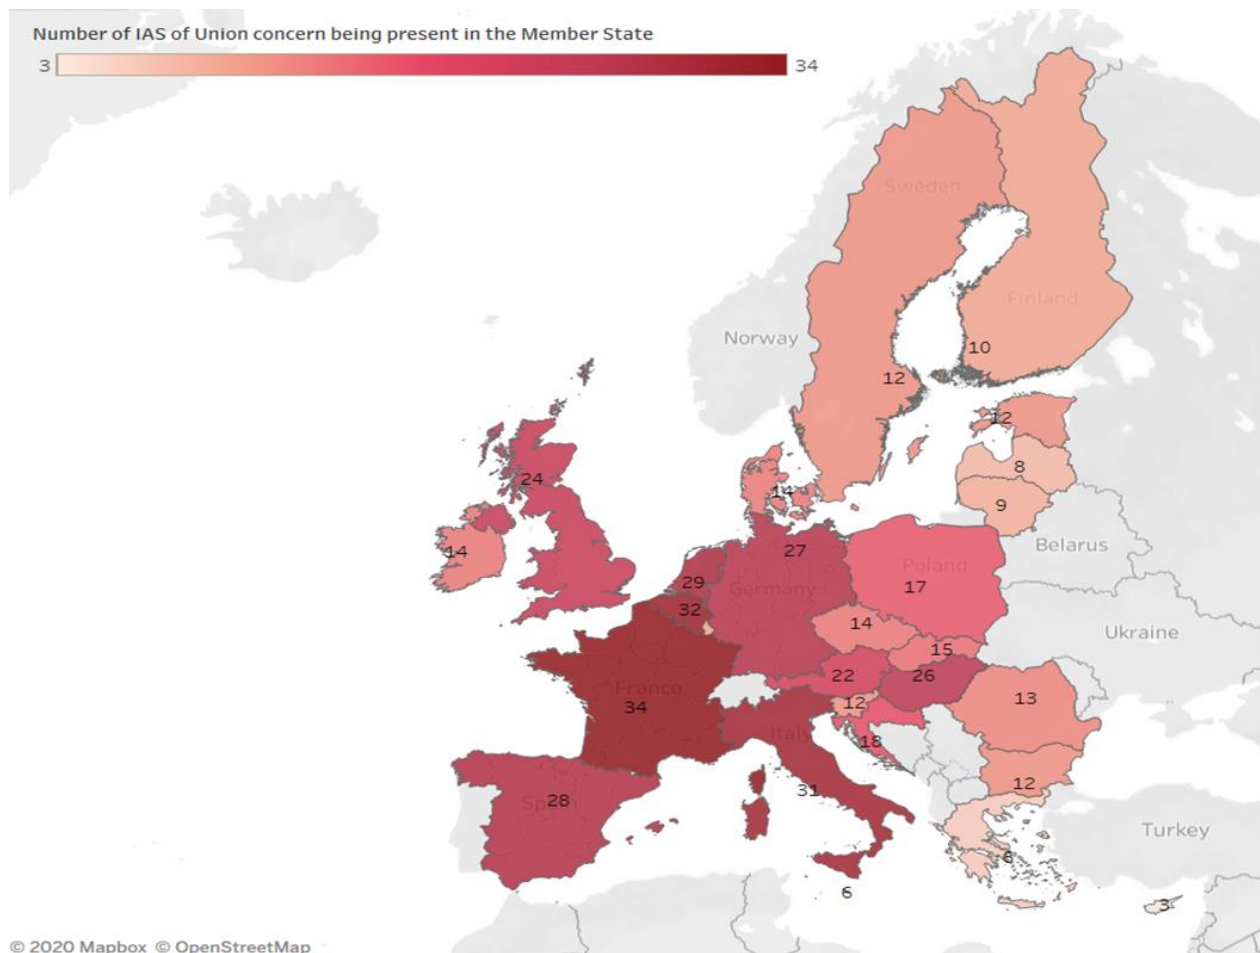 Number of IAS of Union concern being present in the Member State
3 34
Sweden
Finland
Norway
10
12
12
8
24
14
9
14
27
Belarus
Poland
29
Germany
17
32
14
Ukraine
15
22
26
France
12
13
34
Italy
18
12
31
28
Spain
Turkey
6
6
3
© 2020 Mapbox © OpenStreetMap